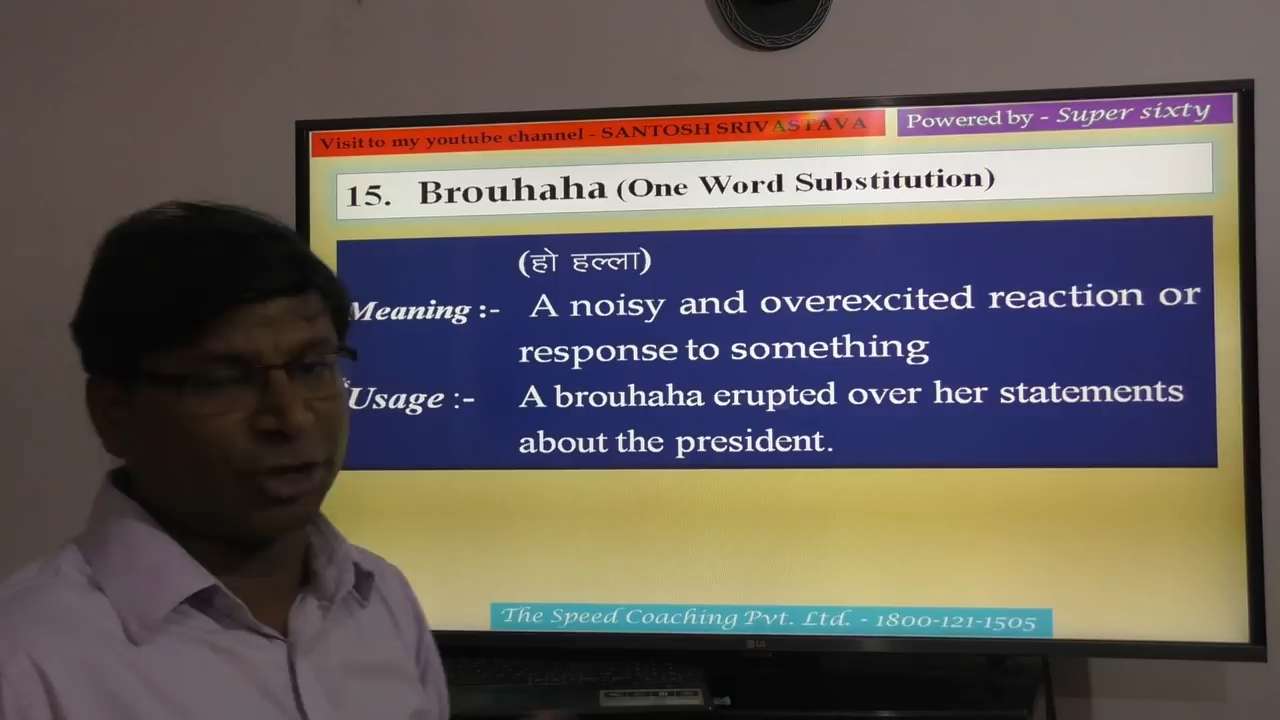 Visit to my youtube channel - SANTOSH SRIVASTAVA
Powered by - Super sixty
15. Brouhaha (One Word Substitution)
(हो हल्ला)
Meaning :- A noisy and overexcited reaction or
response to something
Usage :- A brouhaha erupted over her statements
about the president.
The Speed Coaching Pvt. Ltd. - 1800-121-1505
LG